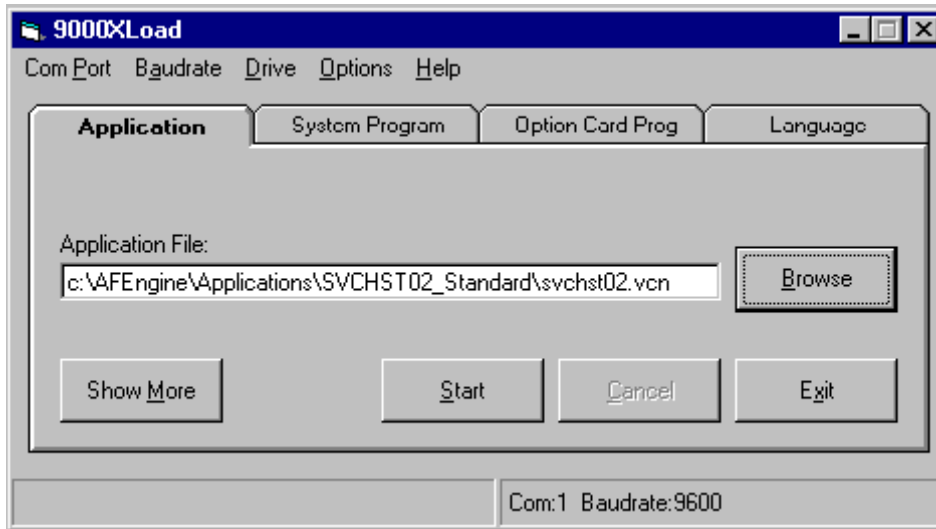 9000XLoad
Com Port Baudrate Drive Options Help
Application System Program Option Card Prog Language
Application File:
c:\AFEngine\Applications\SVCHST02_Standard\svchst02.vcn
Browse
Show More Start Cancel Exit
Com:1 Baudrate:9600